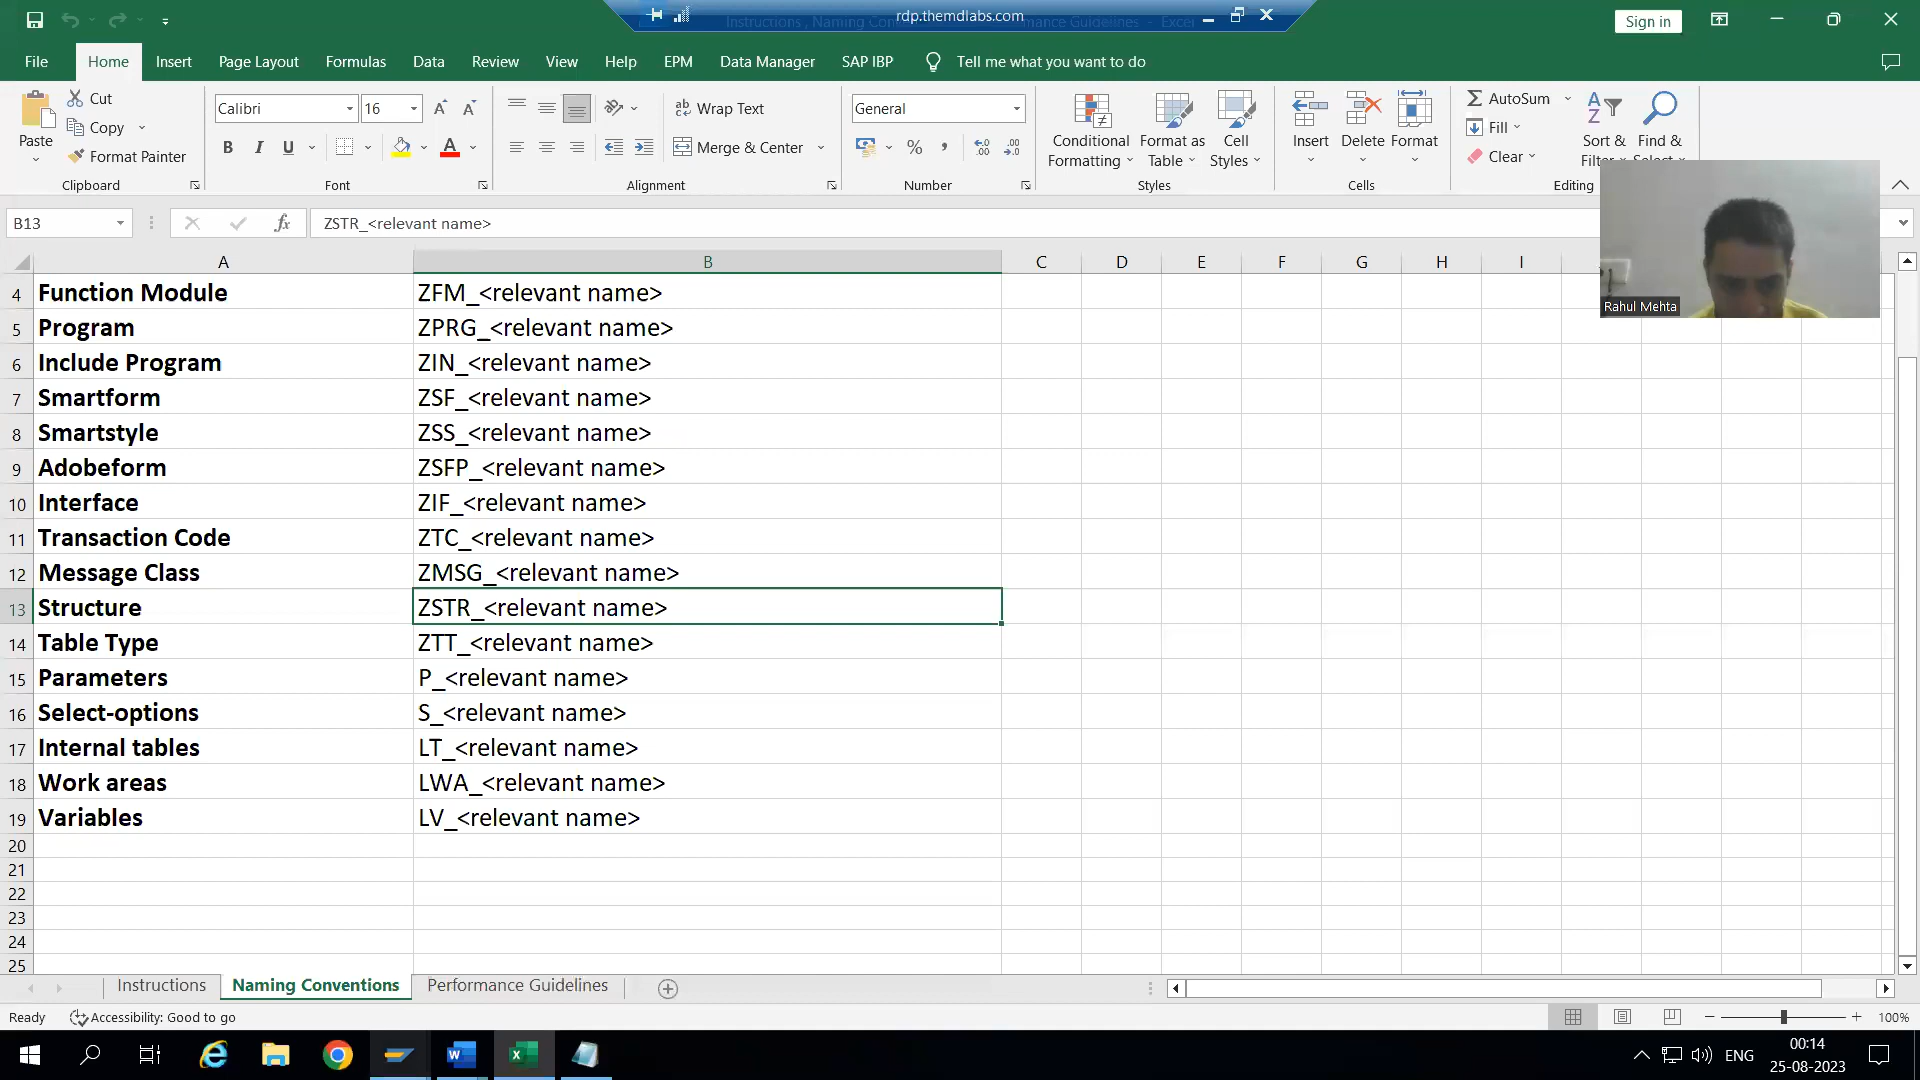 rdp.themdlabs.com
Sign in
File Home Insert Page Layout Formulas Data Review View Help EPM Data Manager SAP IBP Tell me what you want to do
Paste
Cut
Copy
Format Painter
Clipboard
Calibri 16
B I U
Font
Wrap Text
Merge & Center
Alignment
General
Number
Conditional Formatting
Format as Table
Cell Styles
Styles
Insert Delete Format
Cells
AutoSum
Fill
Clear
Sort & Filter
Find & Select
Editing
B13
fx
ZSTR_<relevant name>
Rahul Mehta
A B C D E F G H I
4 Function Module ZFM_<relevant name>
5 Program ZPRG_<relevant name>
6 Include Program ZIN_<relevant name>
7 Smartform ZSF_<relevant name>
8 Smartstyle ZSS_<relevant name>
9 Adobeform ZSFP_<relevant name>
10 Interface ZIF_<relevant name>
11 Transaction Code ZTC_<relevant name>
12 Message Class ZMSG_<relevant name>
13 Structure ZSTR_<relevant name>
14 Table Type ZTT_<relevant name>
15 Parameters P_<relevant name>
16 Select-options S_<relevant name>
17 Internal tables LT_<relevant name>
18 Work areas LWA_<relevant name>
19 Variables LV_<relevant name>
20
21
22
23
24
25
Instructions Naming Conventions Performance Guidelines
Ready Accessibility: Good to go 100%
ENG
00:14
25-08-2023